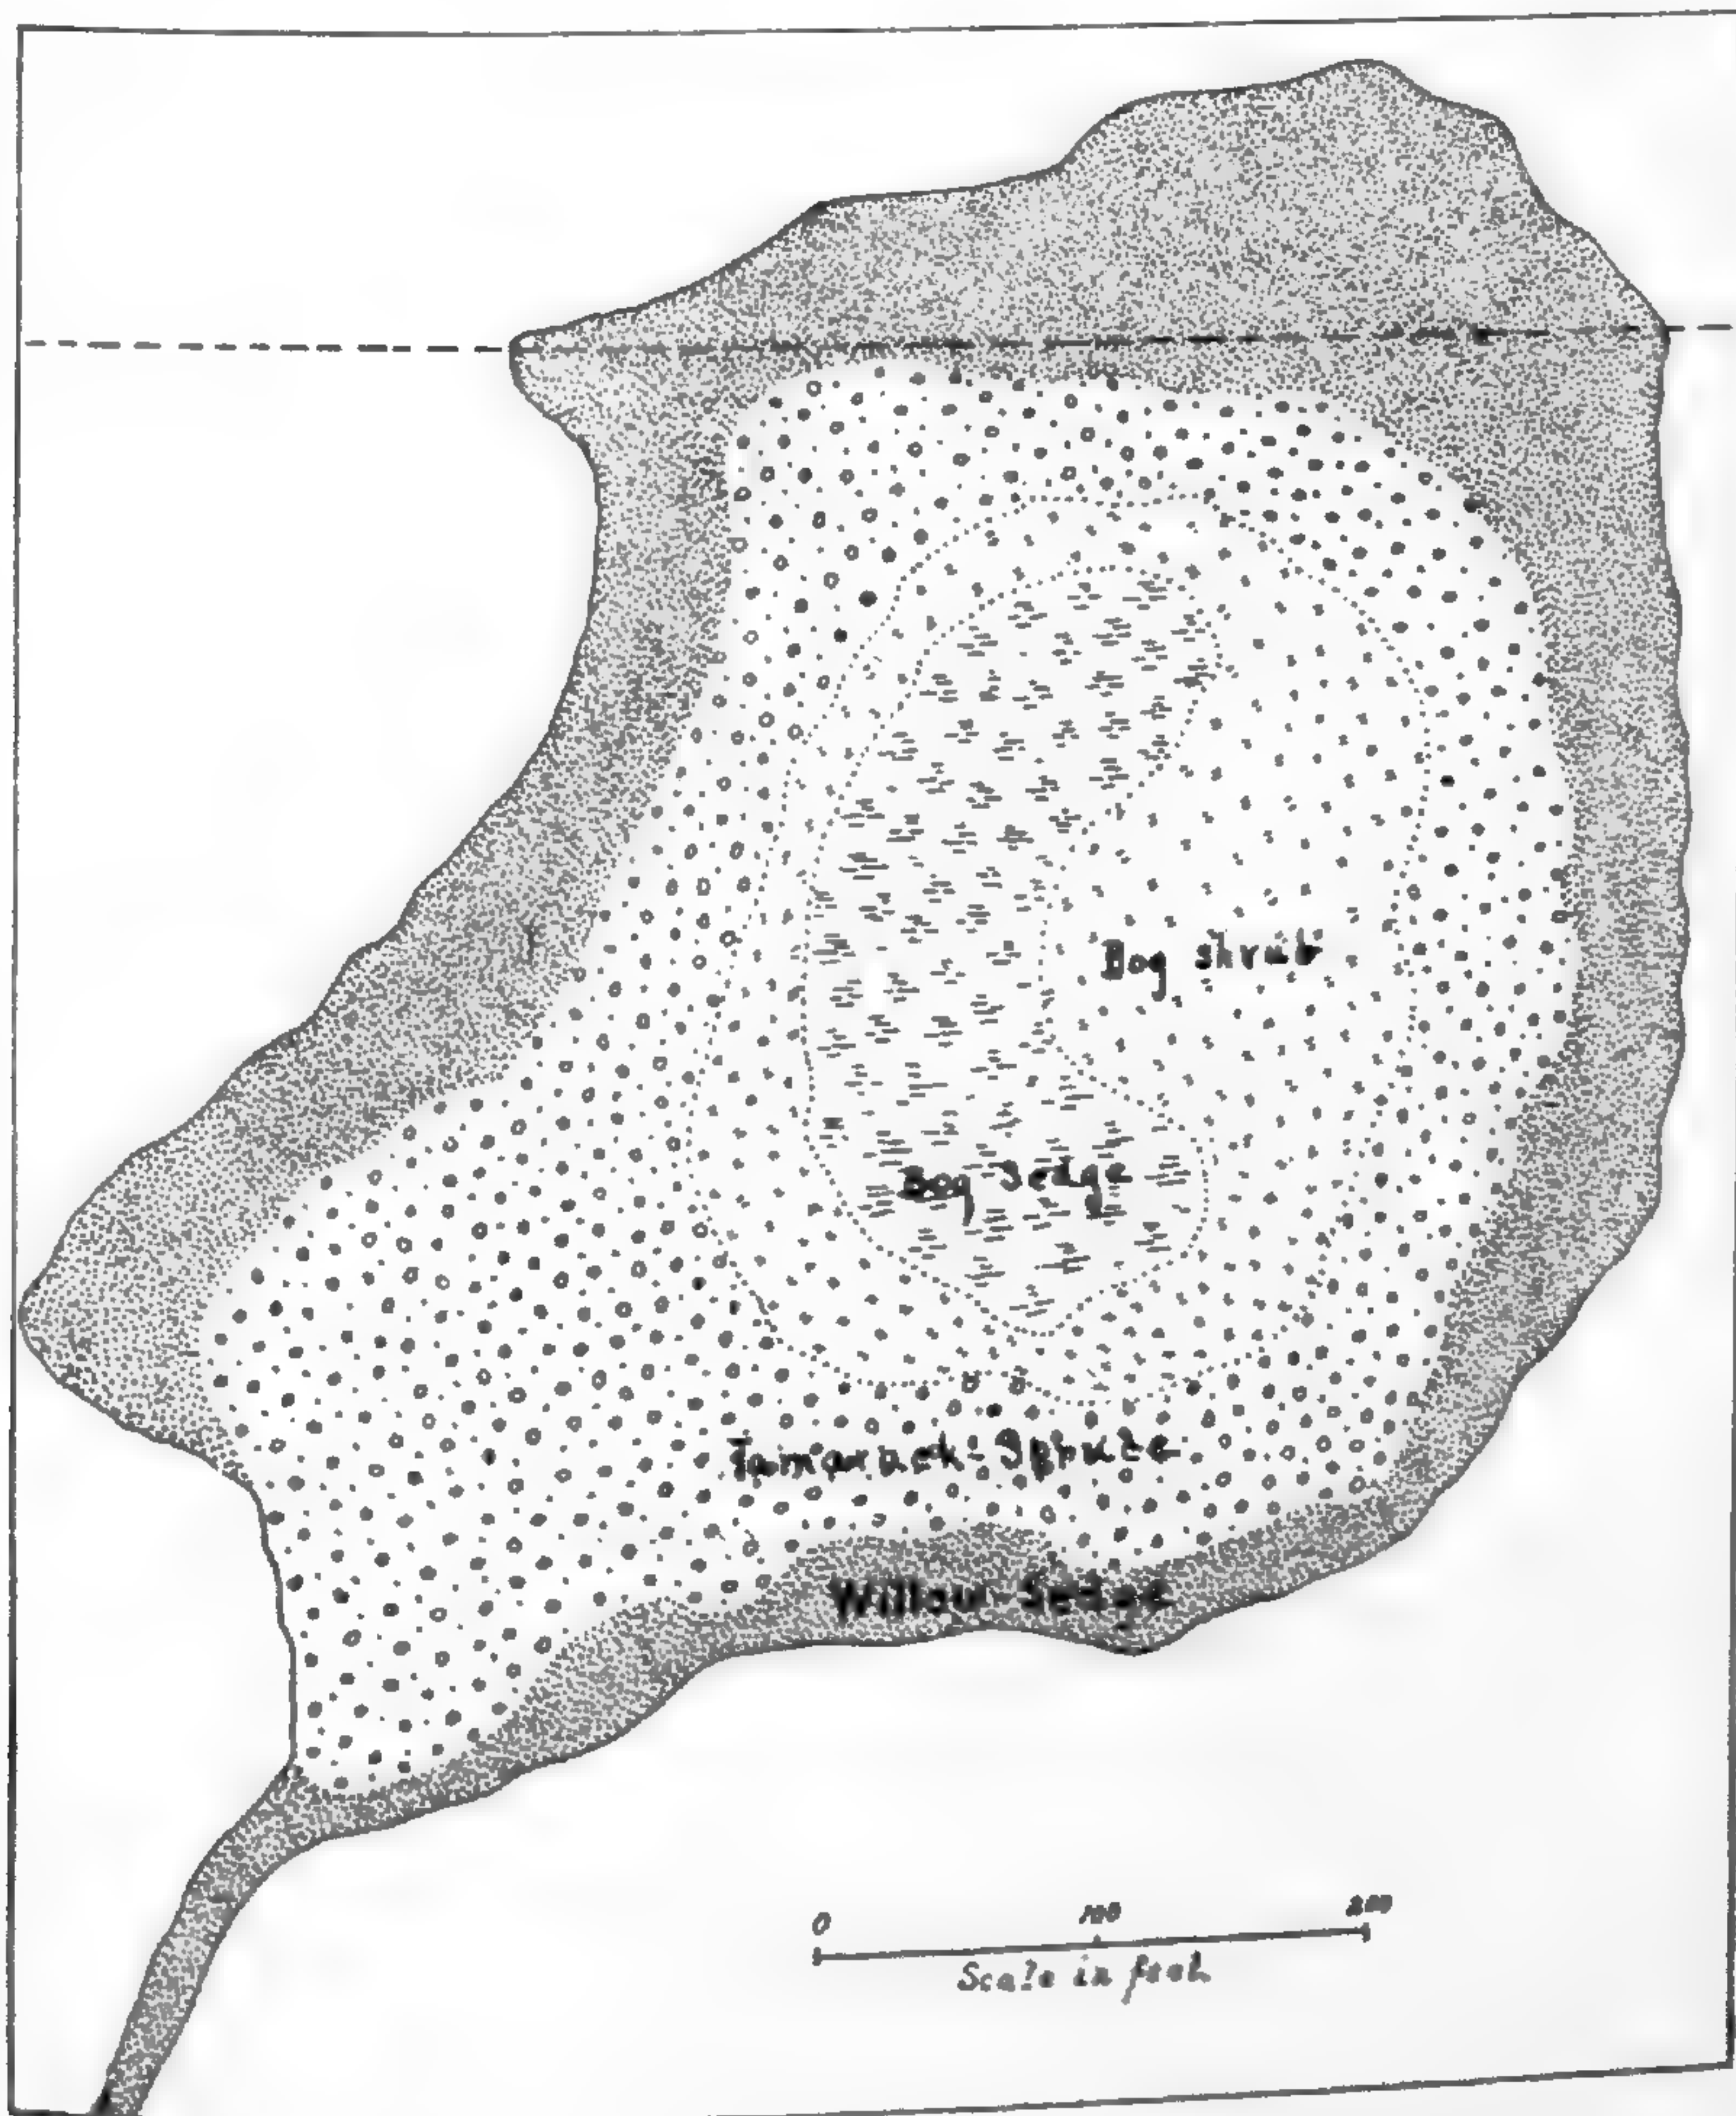 Bog shrub
Bog Sedge
Tamarack-Spruce
Willow-Sedge
0 100 200
Scale in feet